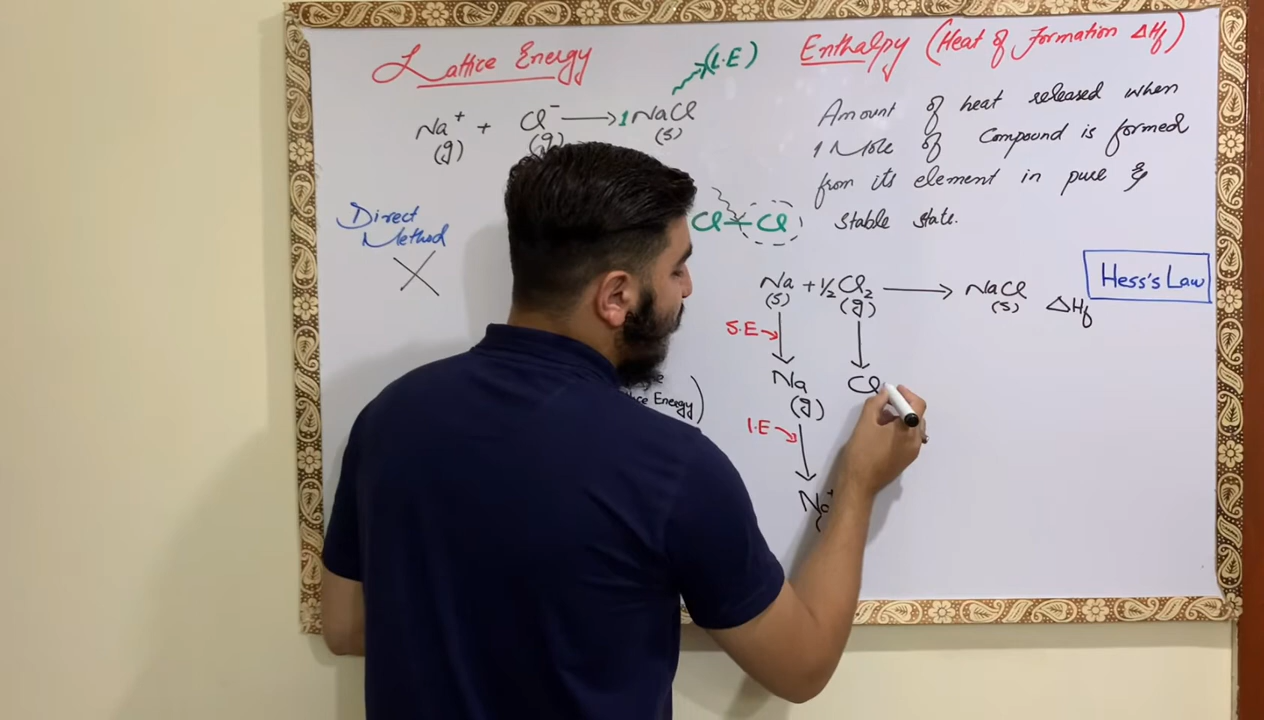 Lattice Energy
(L.E)
Na⁺ + Cl⁻ → 1 NaCl
(g) (g) (s)
Direct
Method
Energy)
Enthalpy (Heat of Formation ΔHf)
Amount of heat released when
1 Mole of Compound is formed
from its element in pure &
stable state.
Cl—Cl
Hess's Law
Na + ½ Cl₂ → NaCl
(s) (g) (s) ΔHf
S.E
Na Cl
(g)
I.E
Na⁺